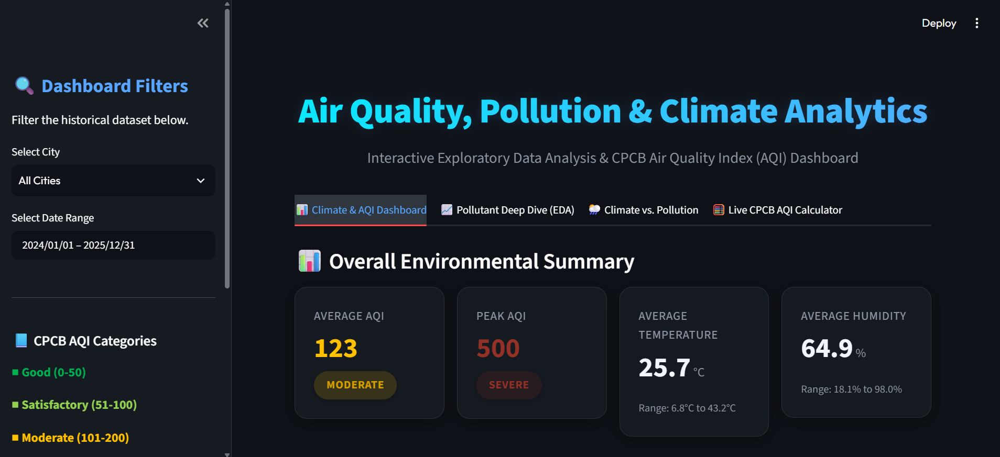 Deploy
Dashboard Filters
Filter the historical dataset below.
Select City
All Cities
Select Date Range
2024/01/01 – 2025/12/31
CPCB AQI Categories
Good (0-50)
Satisfactory (51-100)
Moderate (101-200)
Air Quality, Pollution & Climate Analytics
Interactive Exploratory Data Analysis & CPCB Air Quality Index (AQI) Dashboard
Climate & AQI Dashboard
Pollutant Deep Dive (EDA)
Climate vs. Pollution
Live CPCB AQI Calculator
Overall Environmental Summary
AVERAGE AQI
123
MODERATE
PEAK AQI
500
SEVERE
AVERAGE
TEMPERATURE
25.7 °C
Range: 6.8°C to 43.2°C
AVERAGE HUMIDITY
64.9 %
Range: 18.1% to 98.0%